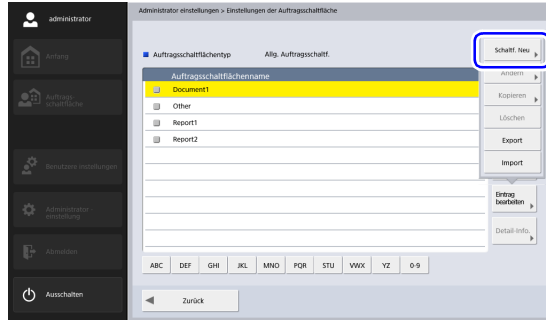 administrator
Anfang
Auftrags-
schaltfläche
Benutzere instellungen
Administrator
einstellung
Abmelden
Ausschalten
Administrator einstellungen > Einstellungen der Auftragsschaltfläche
Auftragsschaltflächentyp Allg. Auftragsschaltf.
Auftragsschaltflächenname
Document1
Other
Report1
Report2
ABC DEF GHI JKL MNO PQR STU VWX YZ 0-9
Zurück
Schaltf. Neu
Ändern
Kopieren
Löschen
Export
Import
Eintrag
bearbeiten
Detail-Info.